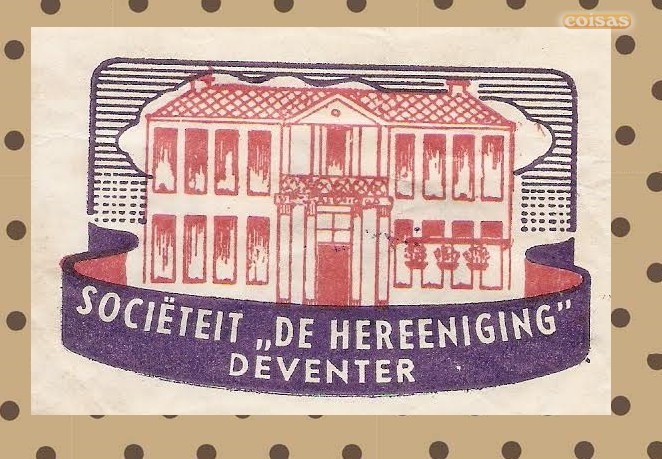 coisas
SOCIËTEIT „DE HEREENIGING”
DEVENTER